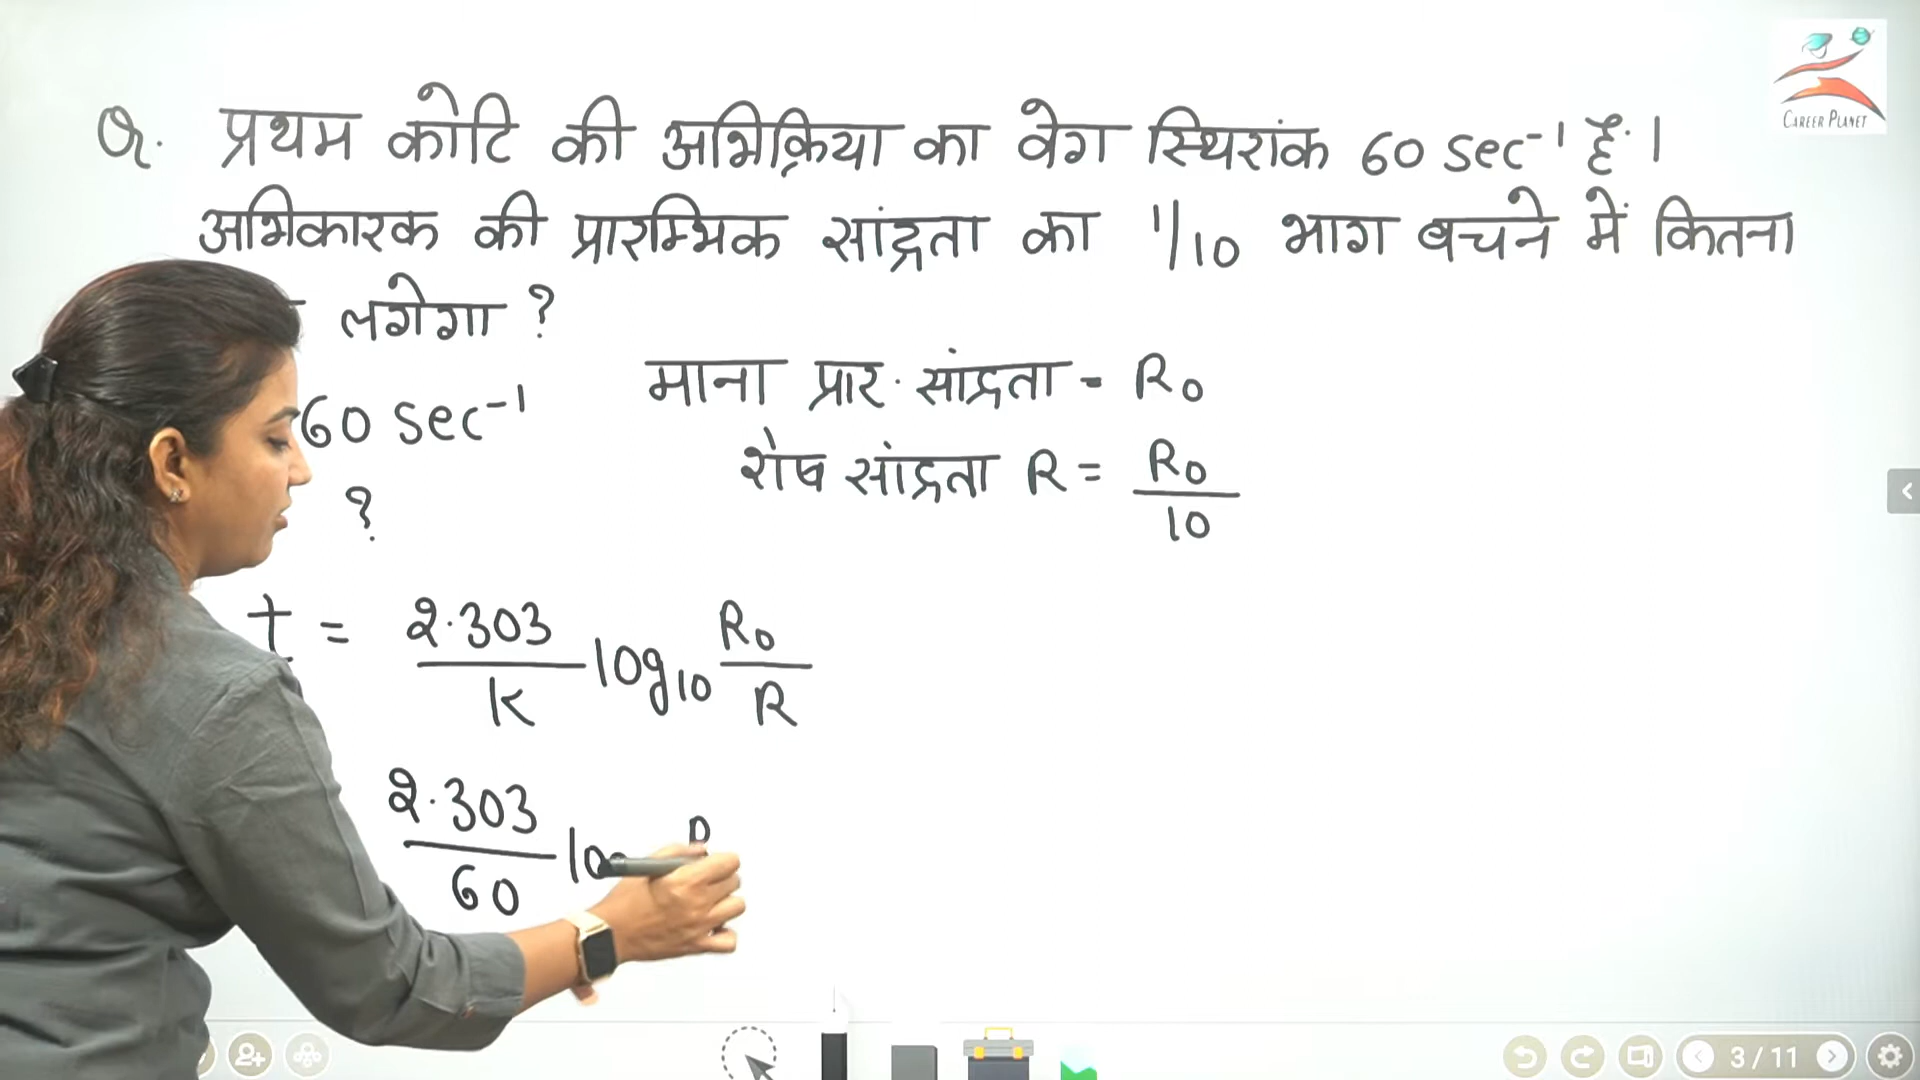 CAREER PLANET
Q. प्रथम कोटि की अभिक्रिया का वेग स्थिरांक 60 sec⁻¹ है।
अभिकारक की प्रारम्भिक सांद्रता का 1/10 भाग बचने में कितना
लगेगा ?
60 sec⁻¹
?
माना प्रार. सांद्रता = R₀
शेष सांद्रता R = R₀/10
t = 2.303/K log₁₀ R₀/R
2.303/60
3/11